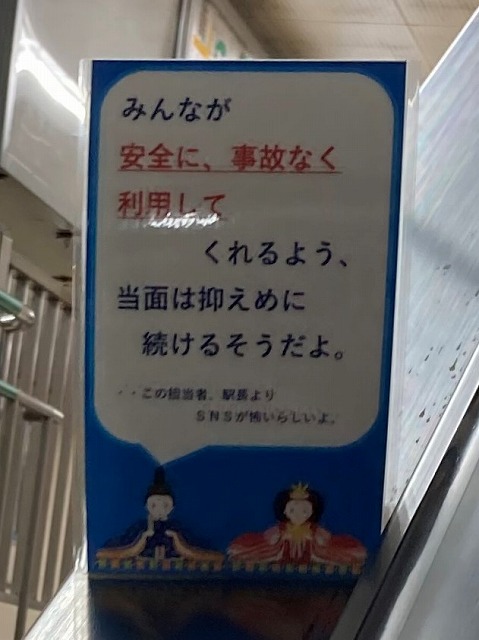 みんなが
安全に、事故なく
利用して
くれるよう、
当面は抑えめに
続けるそうだよ。
・・この担当者、駅長より
SNSが怖いらしいよ。